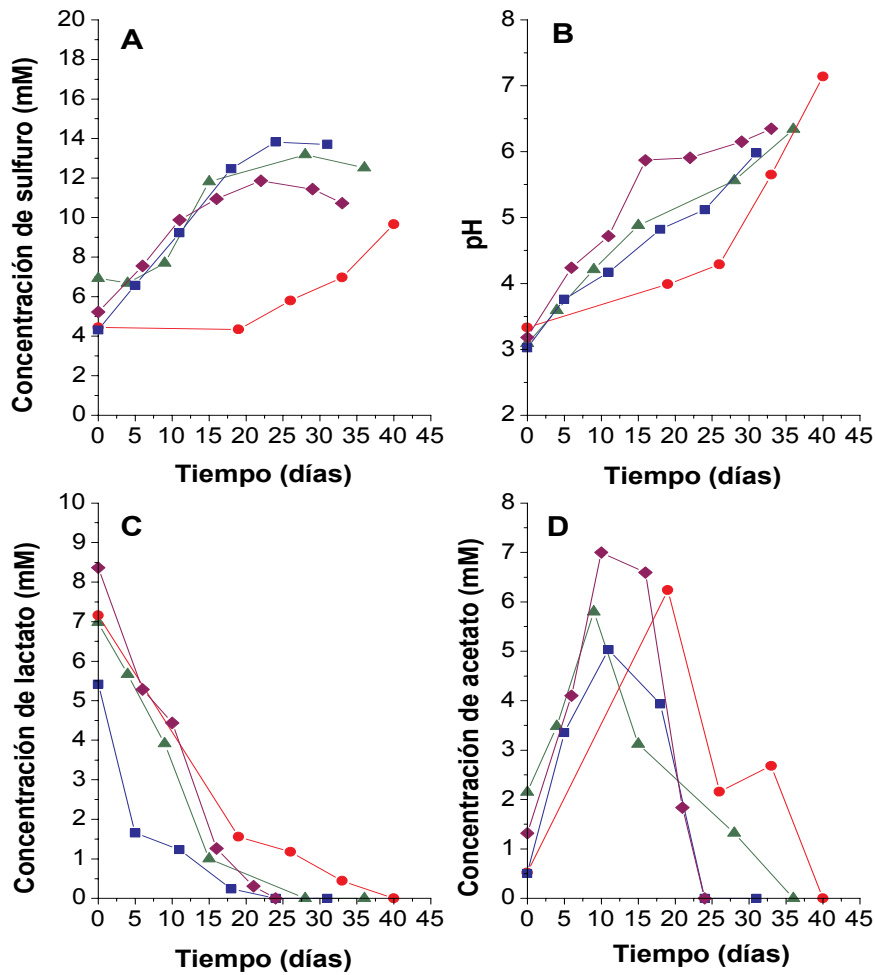 A
Concentración de sulfuro (mM)
20
18
16
14
12
10
8
6
4
2
0
0 5 10 15 20 25 30 35 40 45
Tiempo (días)
B
pH
8
7
6
5
4
3
2
0 5 10 15 20 25 30 35 40 45
Tiempo (días)
C
Concentración de lactato (mM)
10
9
8
7
6
5
4
3
2
1
0
0 5 10 15 20 25 30 35 40 45
Tiempo (días)
D
Concentración de acetato (mM)
8
7
6
5
4
3
2
1
0
0 5 10 15 20 25 30 35 40 45
Tiempo (días)